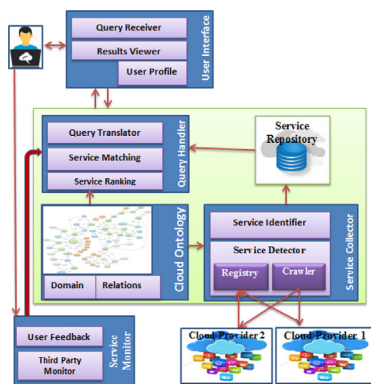 Query Receiver
Results Viewer
User Profile
User Interface
Query Translator
Service Matching
Service Ranking
Query Handler
Service
Repository
Cloud Ontology
Domain
Relations
Service Identifier
Service Detector
Registry
Crawler
Service Collector
User Feedback
Third Party
Monitor
Service
Monitor
Cloud Provider 2
Cloud Provider 1